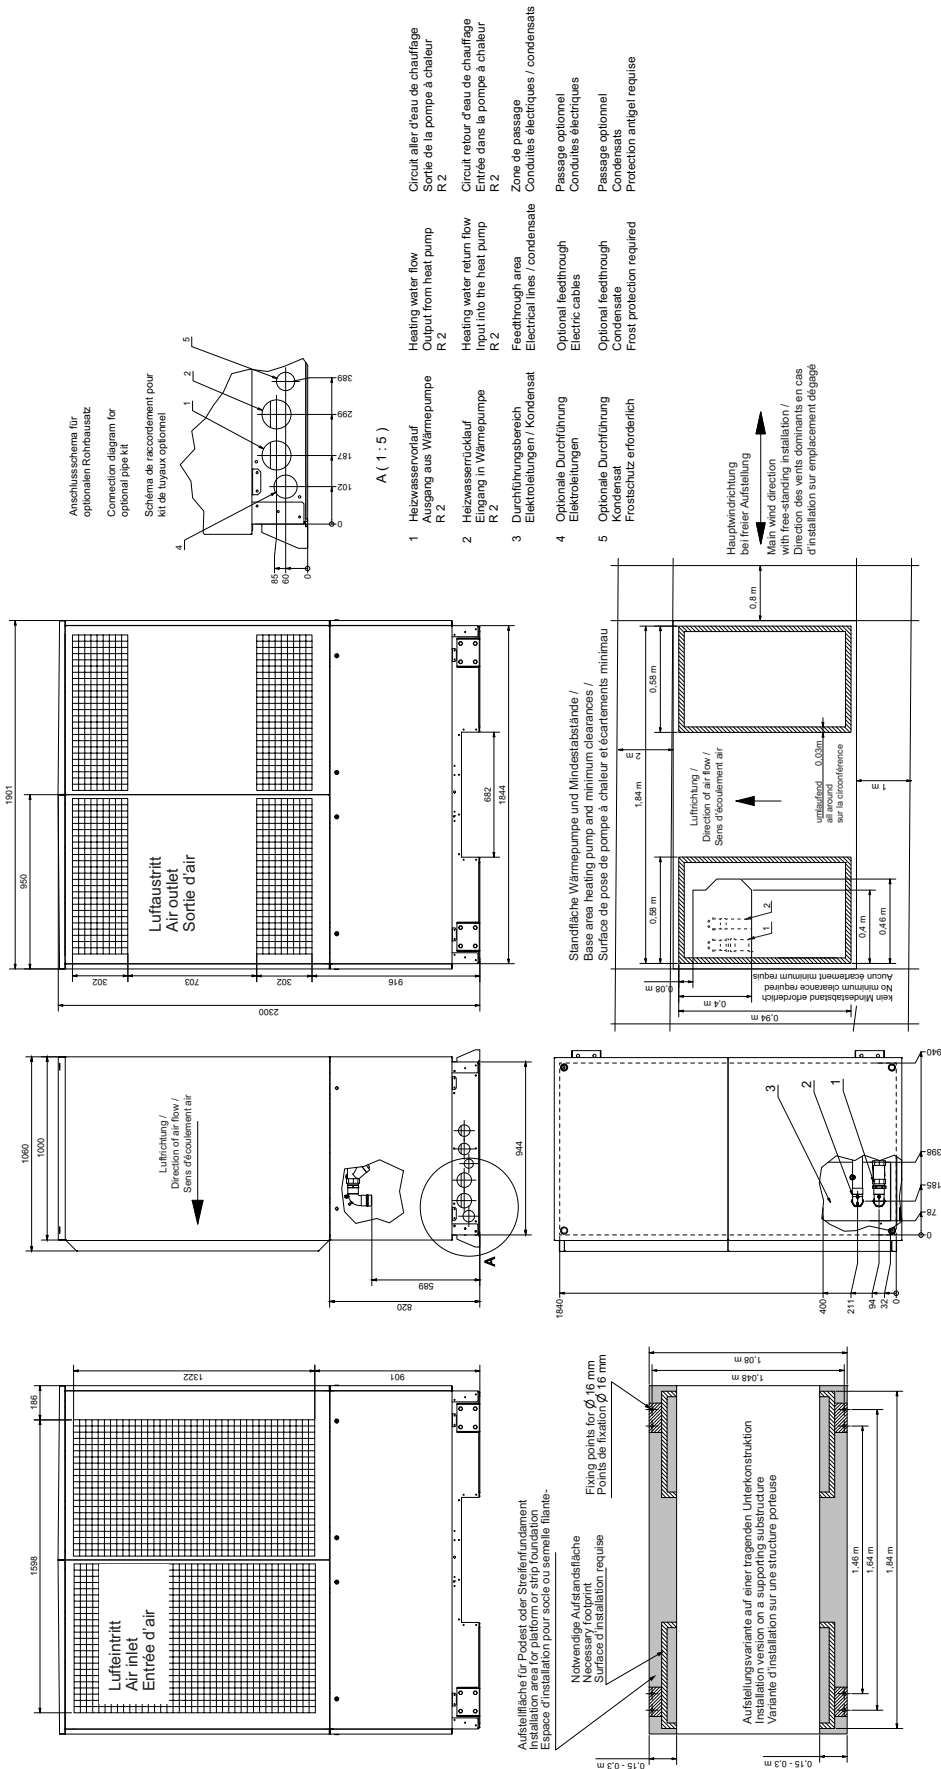 Lufteintritt
Air inlet
Entrée d'air
1598
186
1322
901
1060
1000
Luftrichtung /
Direction of air flow /
Sens d'écoulement air
589
820
944
A
1901
950
Luftaustritt
Air outlet
Sortie d'air
302
703
302
916
2300
682
1844
Anschlussschema für
optionalen Rohrbausatz
Connection diagram for
optional pipe kit
Schéma de raccordement pour
kit de tuyaux optionnel
4
1
2
5
85
60
0
0
102
187
299
389
A ( 1 : 5 )
1 Heizwasservorlauf
Ausgang aus Wärmepumpe
R 2
Heating water flow
Output from heat pump
R 2
Circuit aller d'eau de chauffage
Sortie de la pompe à chaleur
R 2
2 Heizwasserrücklauf
Eingang in Wärmepumpe
R 2
Heating water return flow
Input into the heat pump
R 2
Circuit retour d'eau de chauffage
Entrée dans la pompe à chaleur
R 2
3 Durchführungsbereich
Elektroleitungen / Kondensat
Feedthrough area
Electrical lines / condensate
Zone de passage
Conduites électriques / condensats
4 Optionale Durchführung
Elektroleitungen
Optional feedthrough
Electric cables
Passage optionnel
Conduites électriques
5 Optionale Durchführung
Kondensat
Frostschutz erforderlich
Optional feedthrough
Condensate
Frost protection required
Passage optionnel
Condensats
Protection antigel requise
Aufstellfläche für Podest oder Streifenfundament
Installation area for platform or strip foundation
Espace d'installation pour socle ou semelle filante-
Notwendige Aufstandsfläche
Necessary footprint
Surface d'installation requise
Fixing points for Ø 16 mm
Points de fixation Ø 16 mm
1,08 m
1,048 m
Aufstellungsvariante auf einer tragenden Unterkonstruktion
Installation version on a supporting substructure
Variante d'installation sur une structure porteuse
0,15 - 0,3 m
0,15 - 0,3 m
1,46 m
1,64 m
1,84 m
1840
400
211
94
32
0
3
2
1
0
78
185
398
940
Standfläche Wärmepumpe und Mindestabstände /
Base area heating pump and minimum clearances /
Surface de pose de pompe à chaleur et écartements minimau
2 m
1,84 m
0,58 m
0,58 m
0,8 m
Luftrichtung /
Direction of air flow /
Sens d'écoulement air
umlaufend 0,03m
all around
sur la circonférence
1 m
1
2
0,4 m
0,46 m
0,08 m
0,4 m
0,94 m
kein Mindestabstand erforderlich
No minimum clearance required
Aucun écartement minimum requis
Hauptwindrichtung
bei freier Aufstellung
Main wind direction
with free-standing installation /
Direction des vents dominants en cas
d'installation sur emplacement dégagé